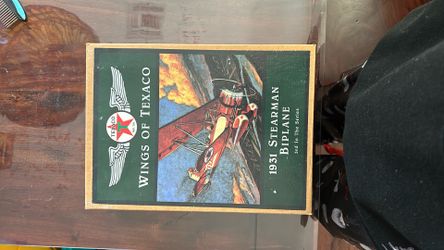 TEXACO
WINGS OF TEXACO
1931 STEARMAN
BIPLANE
3rd In The Series